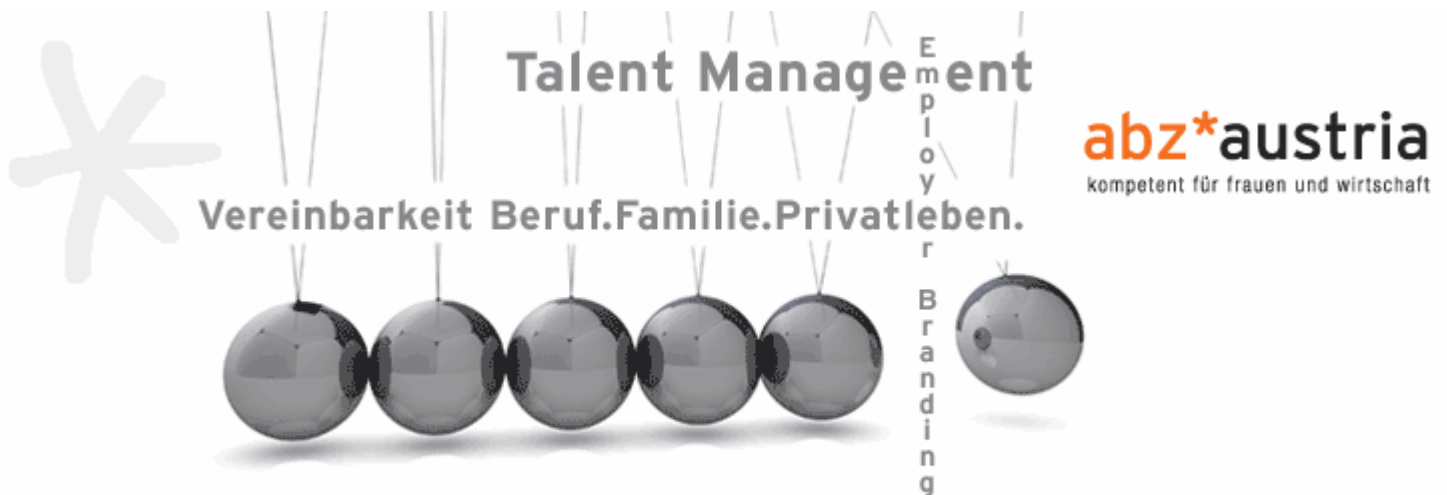 Talent Management
Employer Branding
abz*austria
kompetent für frauen und wirtschaft
Vereinbarkeit Beruf.Familie.Privatleben.